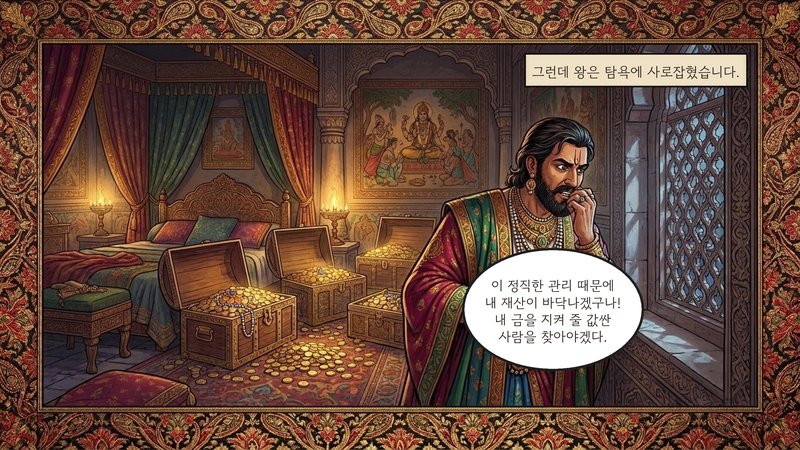 그런데 왕은 탐욕에 사로잡혔습니다.
이 정직한 관리 때문에
내 재산이 바닥나겠구나!
내 금을 지켜 줄 값싼
사람을 찾아야겠다.